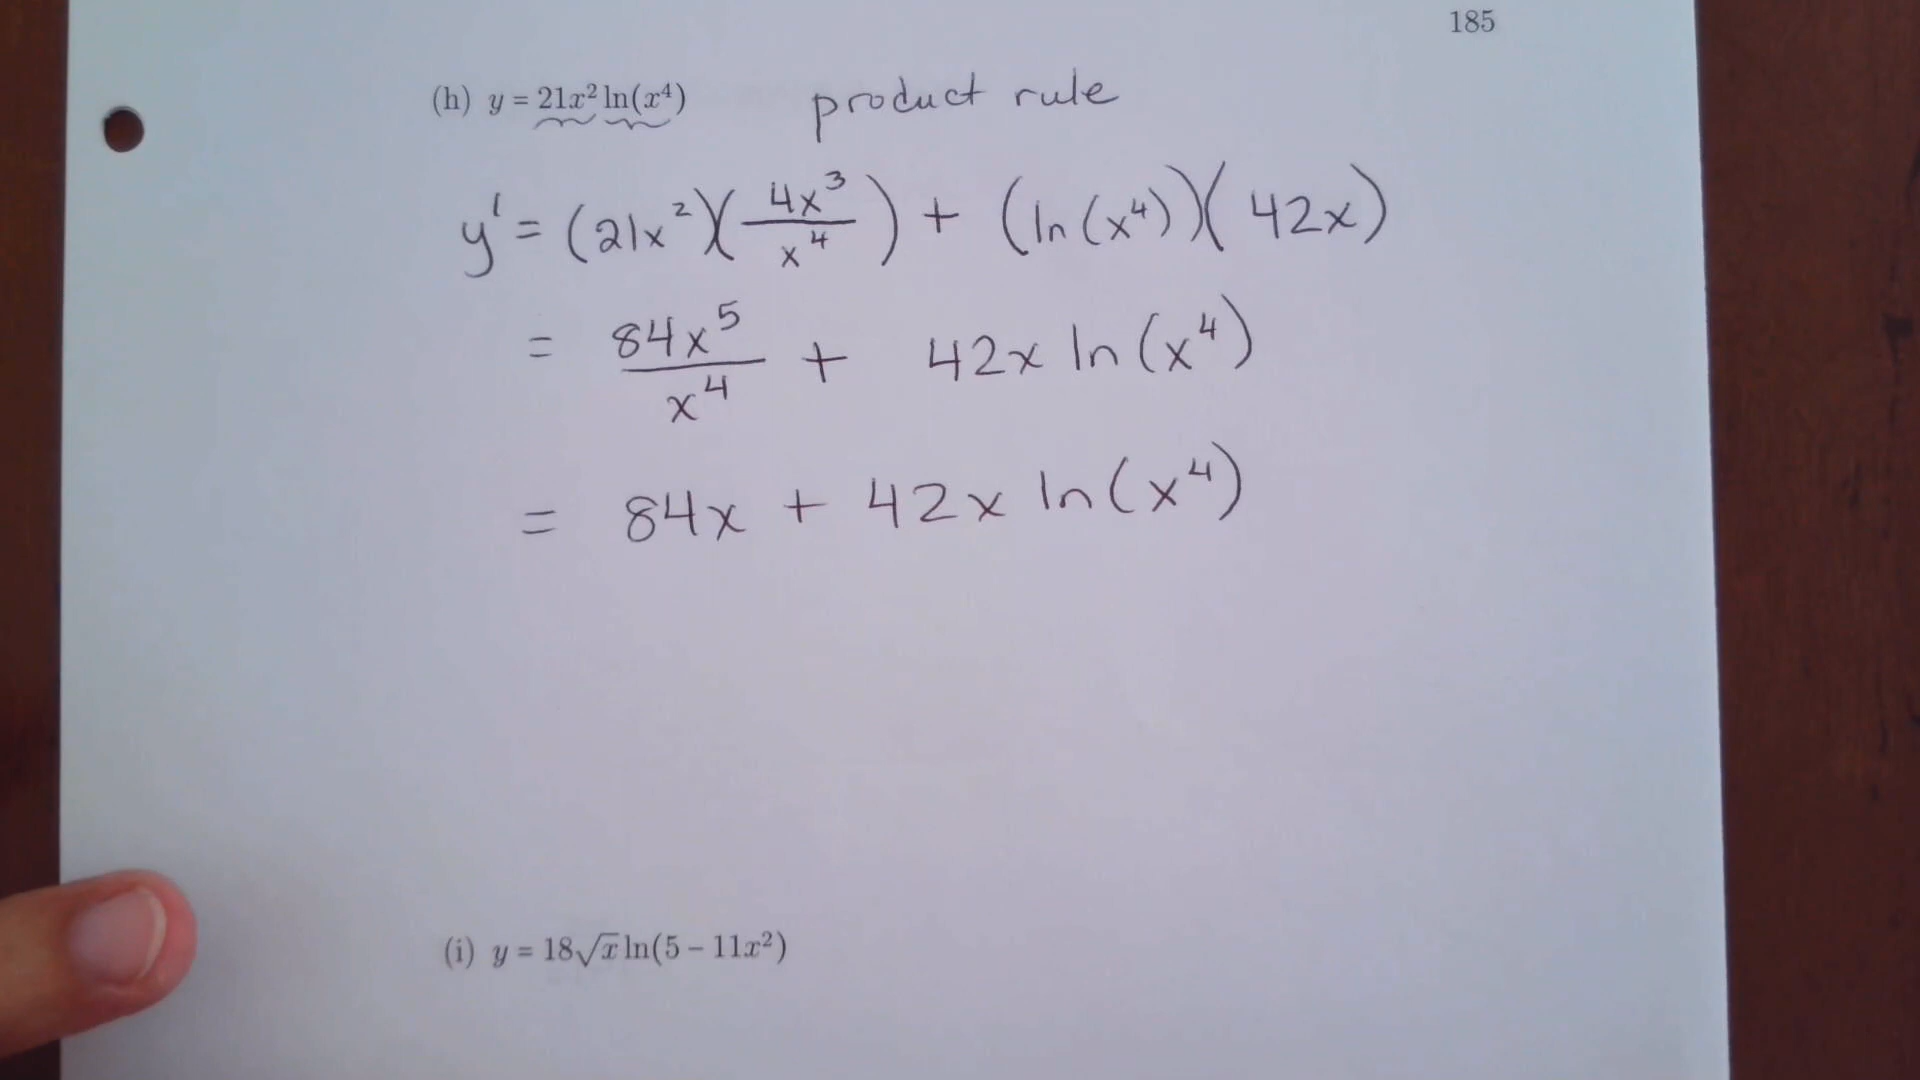 185
(h) y = 21x² ln(x⁴) product rule
y' = (21x²)(4x³/x⁴) + (ln(x⁴))(42x)
= 84x⁵/x⁴ + 42x ln(x⁴)
= 84x + 42x ln(x⁴)
(i) y = 18√x ln(5 − 11x²)